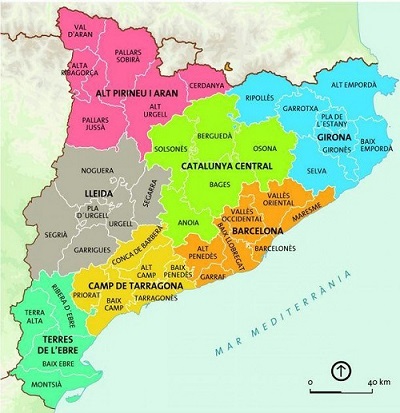 VAL
D'ARAN
PALLARS
SOBIRÀ
ALTA
RIBAGORÇA
ALT PIRINEU I ARAN
CERDANYA
PALLARS
JUSSÀ
ALT
URGELL
RIPOLLÈS
ALT EMPORDÀ
GARROTXA
PLA DE
L'ESTANY
GIRONA
GIRONÈS
BAIX
EMPORDÀ
SELVA
BERGUEDÀ
SOLSONÈS
OSONA
CATALUNYA CENTRAL
BAGES
ANOIA
NOGUERA
LLEIDA
SEGARRA
PLA
D'URGELL
URGELL
SEGRIÀ
GARRIGUES
VALLÈS
ORIENTAL
VALLÈS
OCCIDENTAL
MARESME
BARCELONA
BAIX LLOBREGAT
BARCELONÈS
ALT
PENEDÈS
GARRAF
CONCA DE BARBERÀ
ALT
CAMP
BAIX
PENEDÈS
CAMP DE TARRAGONA
PRIORAT
BAIX
CAMP
TARRAGONÈS
RIBERA D'EBRE
TERRA
ALTA
TERRES
DE L'EBRE
BAIX EBRE
MONTSIÀ
MAR MEDITERRÀNIA
0 40 km